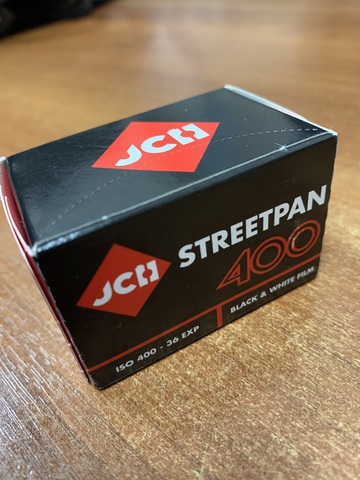 JCH
JCH
STREETPAN
400
ISO 400 - 36 EXP
BLACK & WHITE FILM